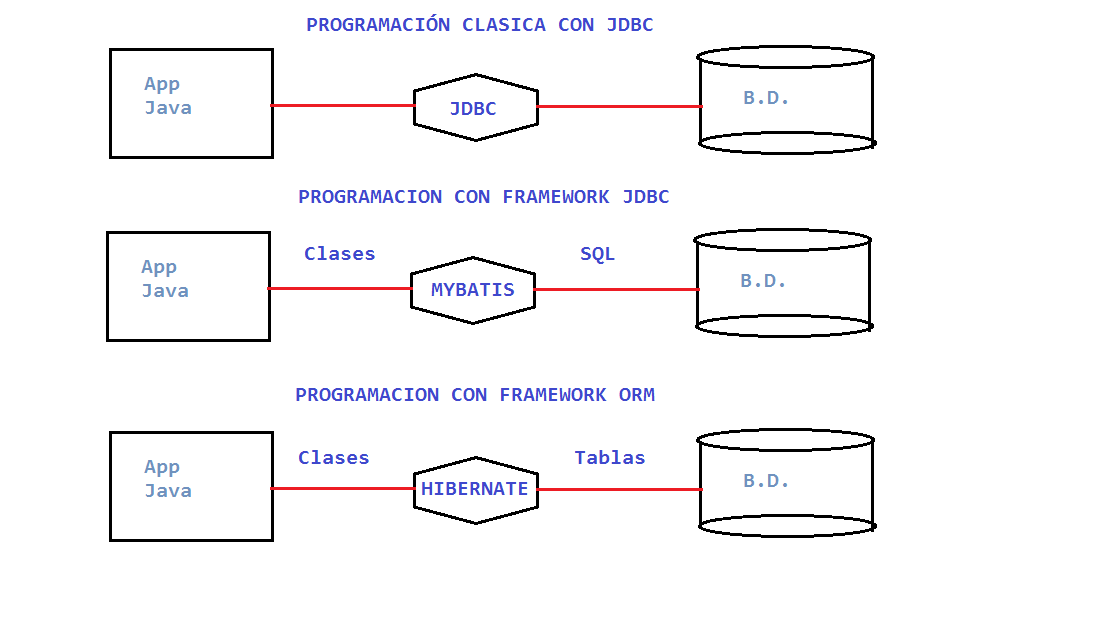 PROGRAMACIÓN CLASICA CON JDBC
App
Java
JDBC
B.D.
PROGRAMACION CON FRAMEWORK JDBC
Clases
SQL
App
Java
MYBATIS
B.D.
PROGRAMACION CON FRAMEWORK ORM
Clases
Tablas
App
Java
HIBERNATE
B.D.